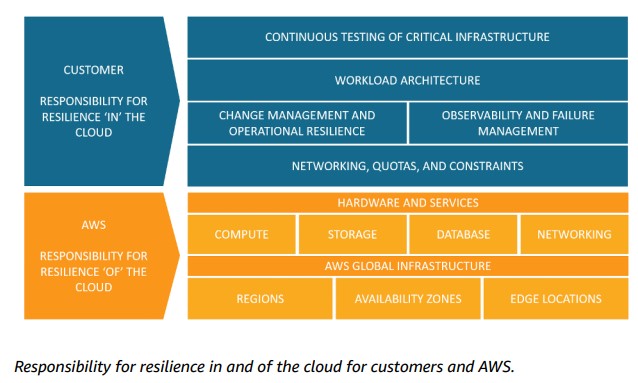 CUSTOMER
RESPONSIBILITY FOR
RESILIENCE ‘IN’ THE
CLOUD
CONTINUOUS TESTING OF CRITICAL INFRASTRUCTURE
WORKLOAD ARCHITECTURE
CHANGE MANAGEMENT AND
OPERATIONAL RESILIENCE
OBSERVABILITY AND FAILURE
MANAGEMENT
NETWORKING, QUOTAS, AND CONSTRAINTS
AWS
RESPONSIBILITY FOR
RESILIENCE ‘OF’ THE
CLOUD
HARDWARE AND SERVICES
COMPUTE
STORAGE
DATABASE
NETWORKING
AWS GLOBAL INFRASTRUCTURE
REGIONS
AVAILABILITY ZONES
EDGE LOCATIONS
Responsibility for resilience in and of the cloud for customers and AWS.